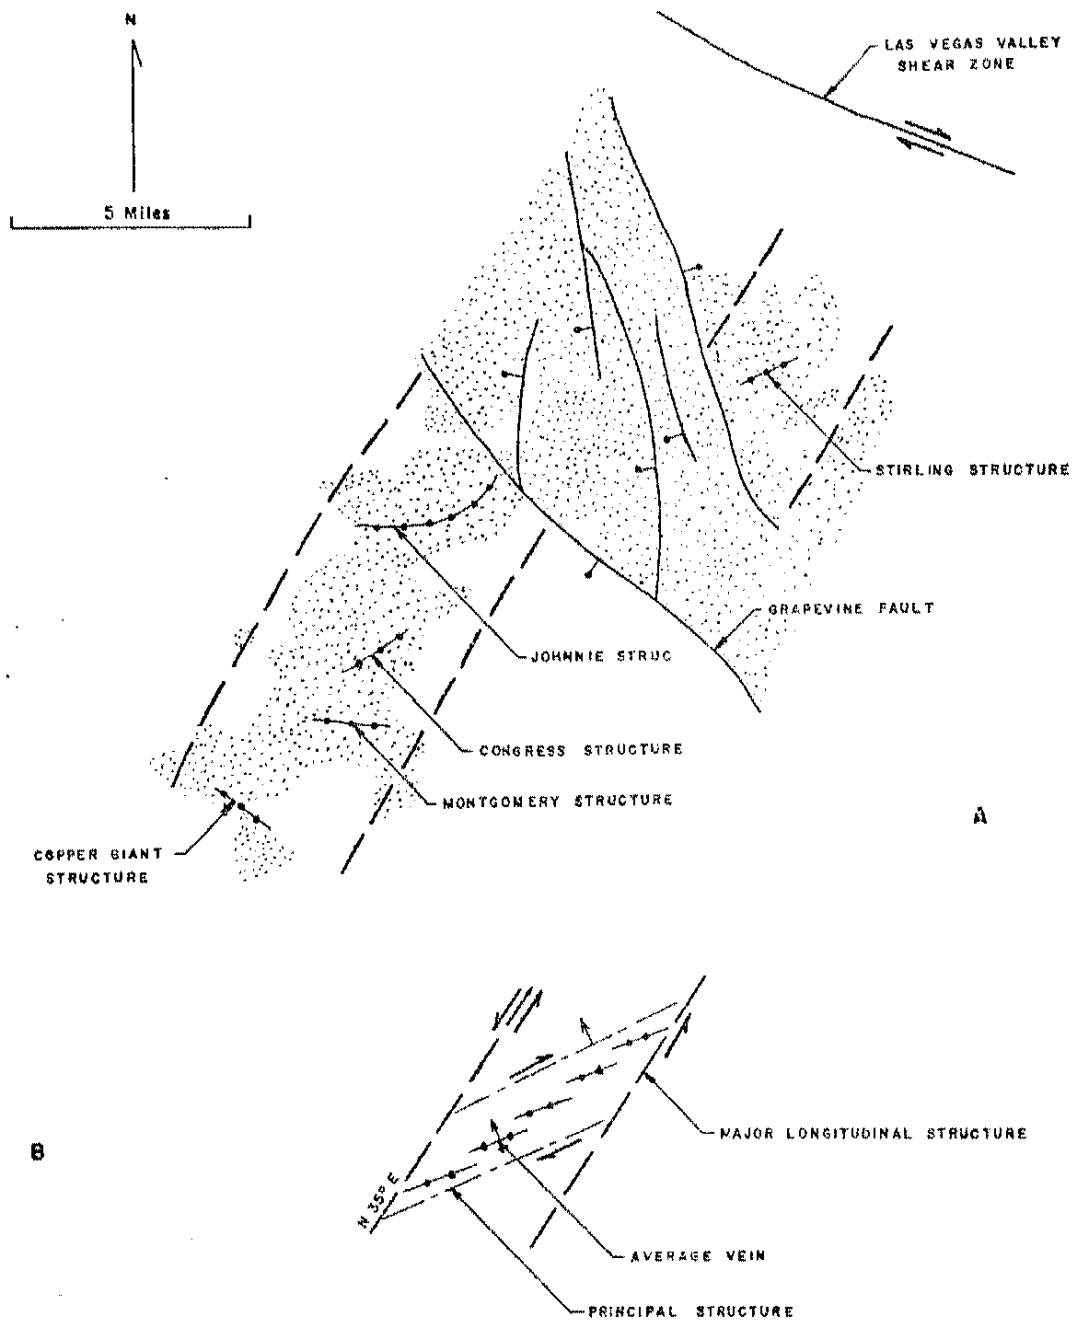 N
5 Miles
LAS VEGAS VALLEY
SHEAR ZONE
STIRLING STRUCTURE
GRAPEVINE FAULT
JOHNNIE STRUC
CONGRESS STRUCTURE
MONTGOMERY STRUCTURE
COPPER GIANT
STRUCTURE
A
B
N 35° E
MAJOR LONGITUDINAL STRUCTURE
AVERAGE VEIN
PRINCIPAL STRUCTURE